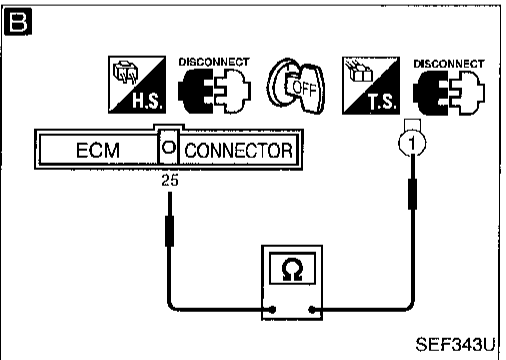 B
DISCONNECT
DISCONNECT
H.S.
OFF
T.S.
ECM
CONNECTOR
1
25
Ω
SEF343U